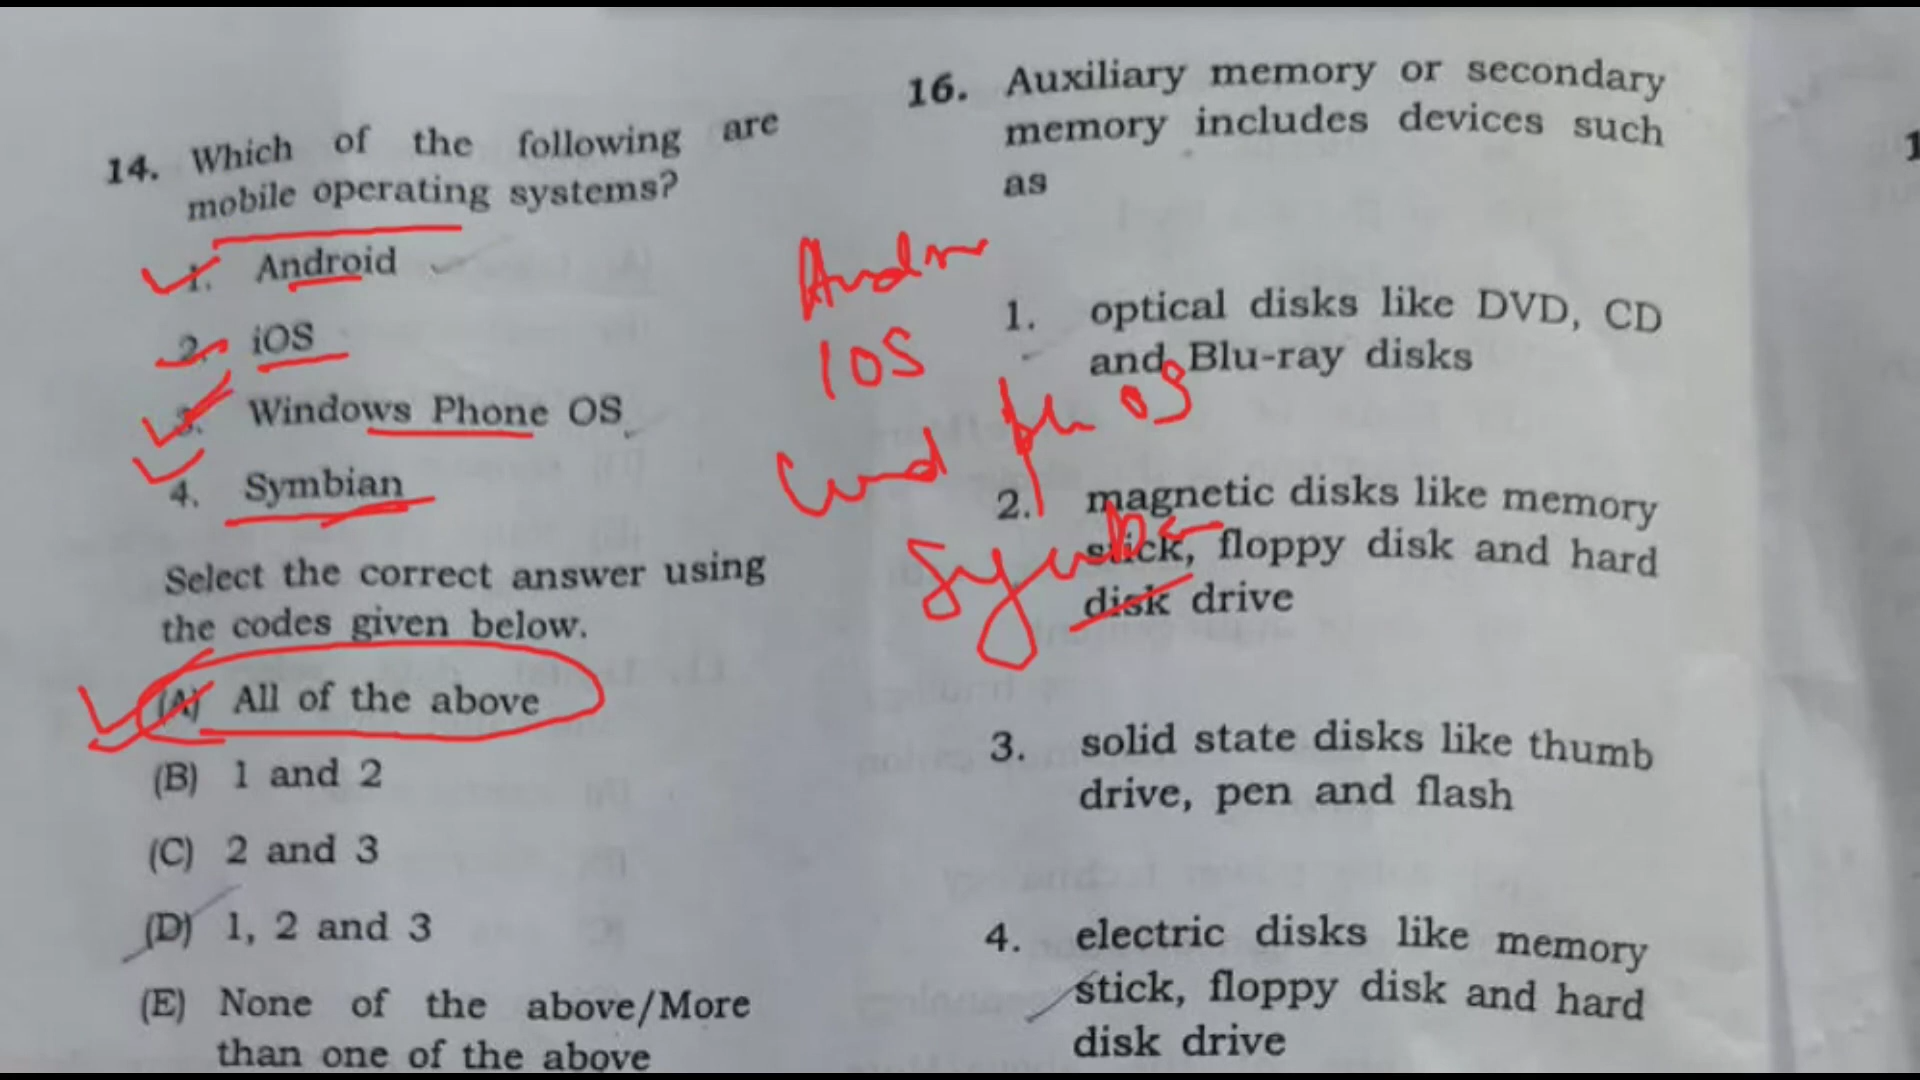 14. Which of the following are
mobile operating systems?
1. Android
2. iOS
3. Windows Phone OS
4. Symbian
Select the correct answer using
the codes given below.
(A) All of the above
(B) 1 and 2
(C) 2 and 3
(D) 1, 2 and 3
(E) None of the above/More
than one of the above
IOS
OS
16. Auxiliary memory or secondary
memory includes devices such
as
1. optical disks like DVD, CD
and Blu-ray disks
2. magnetic disks like memory
stick, floppy disk and hard
disk drive
3. solid state disks like thumb
drive, pen and flash
4. electric disks like memory
stick, floppy disk and hard
disk drive
1